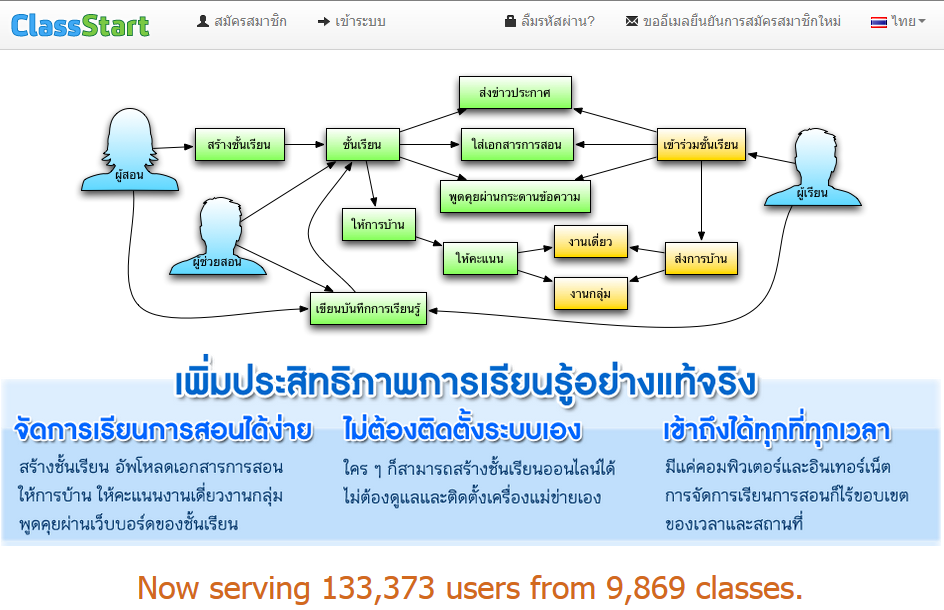 ClassStart สมัครสมาชิก เข้าระบบ ลืมรหัสผ่าน? ขออีเมลยืนยันการสมัครสมาชิกใหม่ ไทย
ส่งข่าวประกาศ
สร้างชั้นเรียน ชั้นเรียน ใส่เอกสารการสอน เข้าร่วมชั้นเรียน
ผู้สอน
พูดคุยผ่านกระดานข้อความ ผู้เรียน
ให้การบ้าน
งานเดี่ยว
ผู้ช่วยสอน ให้คะแนน ส่งการบ้าน
งานกลุ่ม
เขียนบันทึกการเรียนรู้
เพิ่มประสิทธิภาพการเรียนรู้อย่างแท้จริง
จัดการเรียนการสอนได้ง่าย
สร้างชั้นเรียน อัพโหลดเอกสารการสอน
ให้การบ้าน ให้คะแนนงานเดี่ยวงานกลุ่ม
พูดคุยผ่านเว็บบอร์ดของชั้นเรียน
ไม่ต้องติดตั้งระบบเอง
ใคร ๆ ก็สามารถสร้างชั้นเรียนออนไลน์ได้
ไม่ต้องดูแลและติดตั้งเครื่องแม่ข่ายเอง
เข้าถึงได้ทุกที่ทุกเวลา
มีแค่คอมพิวเตอร์และอินเทอร์เน็ต
การจัดการเรียนการสอนก็ไร้ขอบเขต
ของเวลาและสถานที่
Now serving 133,373 users from 9,869 classes.